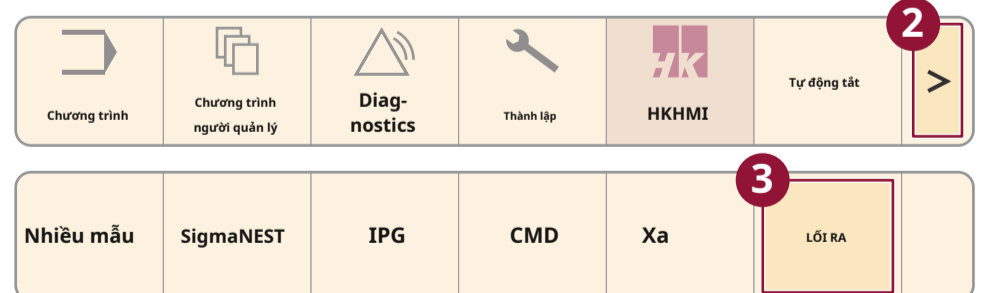 2
Chương trình
Chương trình
người quản lý
Diag-
nostics
Thành lập
HK
HKHMI
Tự động tắt
>
3
Nhiều mẫu
SigmaNEST
IPG
CMD
Xa
LỐI RA